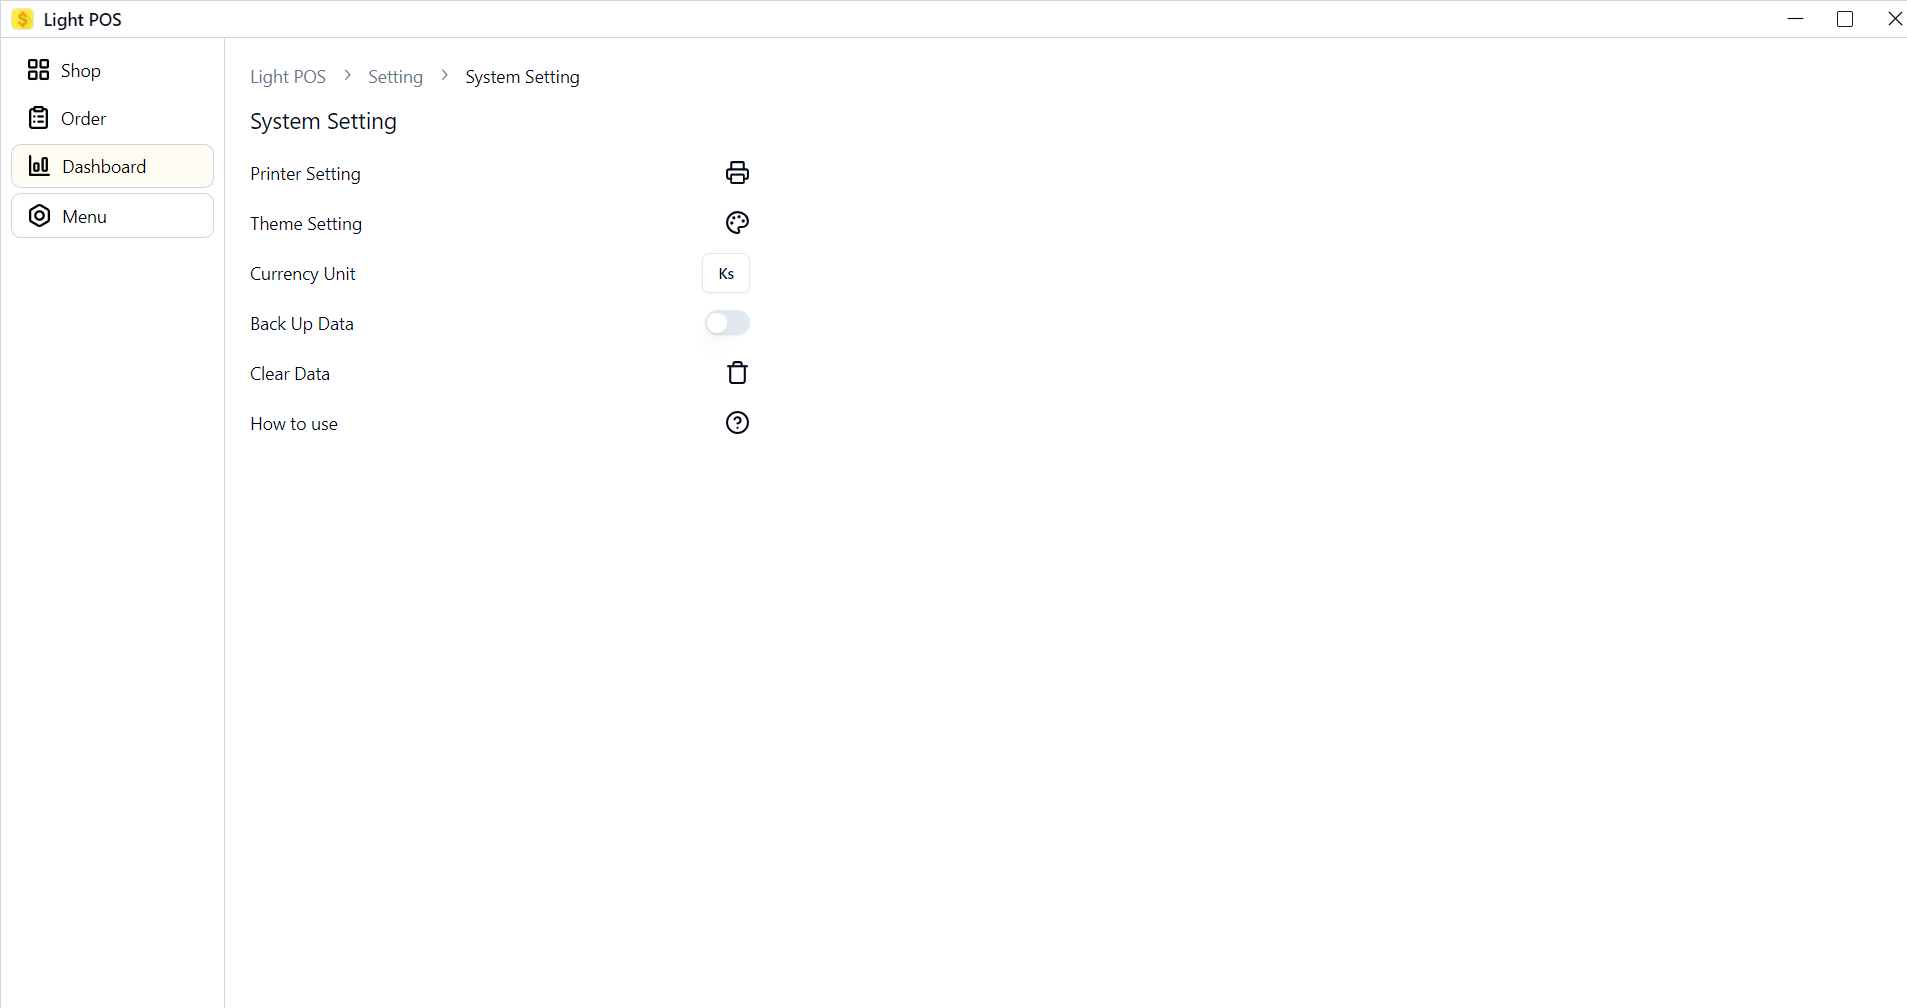 Light POS
Shop
Order
Dashboard
Menu
Light POS > Setting > System Setting
System Setting
Printer Setting
Theme Setting
Currency Unit Ks
Back Up Data
Clear Data
How to use